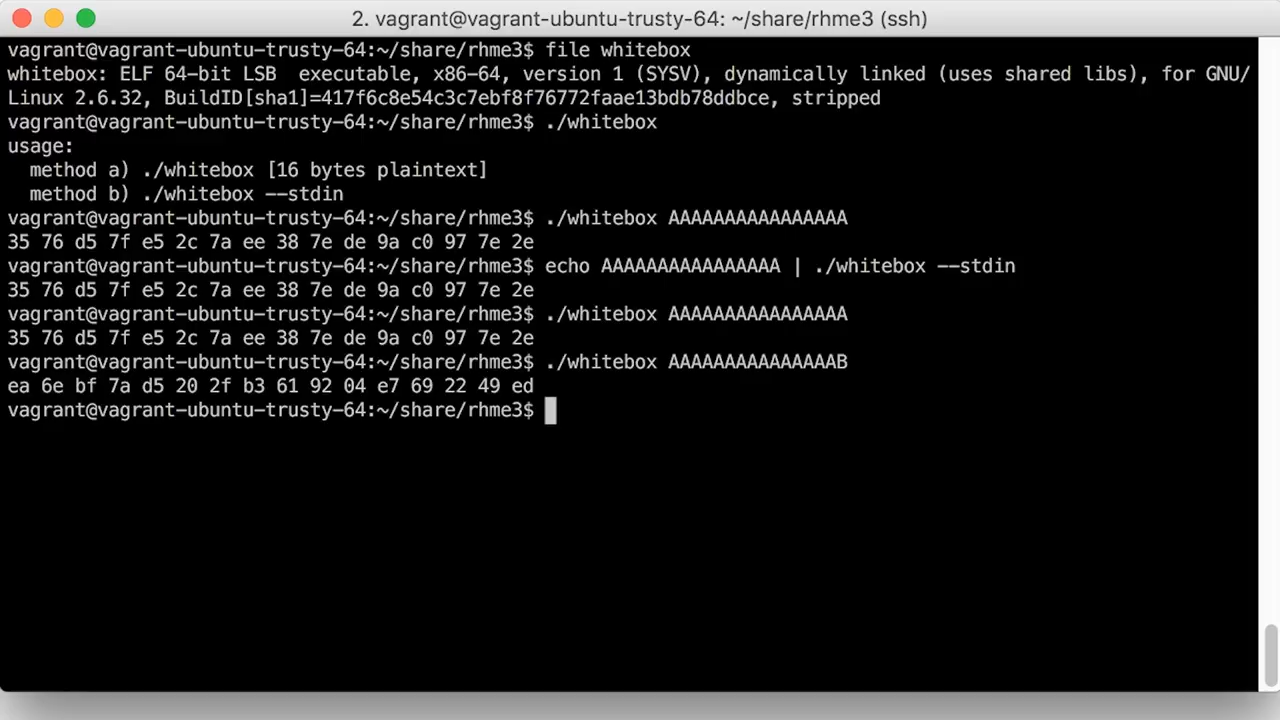 2. vagrant@vagrant-ubuntu-trusty-64: ~/share/rhme3 (ssh)
vagrant@vagrant-ubuntu-trusty-64:~/share/rhme3$ file whitebox
whitebox: ELF 64-bit LSB  executable, x86-64, version 1 (SYSV), dynamically linked (uses shared libs), for GNU/
Linux 2.6.32, BuildID[sha1]=417f6c8e54c3c7ebf8f76772faae13bdb78ddbce, stripped
vagrant@vagrant-ubuntu-trusty-64:~/share/rhme3$ ./whitebox
usage:
  method a) ./whitebox [16 bytes plaintext]
  method b) ./whitebox --stdin
vagrant@vagrant-ubuntu-trusty-64:~/share/rhme3$ ./whitebox AAAAAAAAAAAAAAAA
35 76 d5 7f e5 2c 7a ee 38 7e de 9a c0 97 7e 2e
vagrant@vagrant-ubuntu-trusty-64:~/share/rhme3$ echo AAAAAAAAAAAAAAAA | ./whitebox --stdin
35 76 d5 7f e5 2c 7a ee 38 7e de 9a c0 97 7e 2e
vagrant@vagrant-ubuntu-trusty-64:~/share/rhme3$ ./whitebox AAAAAAAAAAAAAAAA
35 76 d5 7f e5 2c 7a ee 38 7e de 9a c0 97 7e 2e
vagrant@vagrant-ubuntu-trusty-64:~/share/rhme3$ ./whitebox AAAAAAAAAAAAAAAB
ea 6e bf 7a d5 20 2f b3 61 92 04 e7 69 22 49 ed
vagrant@vagrant-ubuntu-trusty-64:~/share/rhme3$